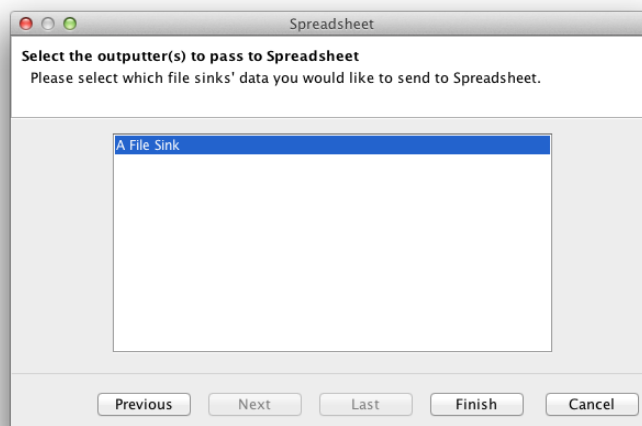 Spreadsheet
Select the outputter(s) to pass to Spreadsheet
Please select which file sinks' data you would like to send to Spreadsheet.
A File Sink
Previous Next Last Finish Cancel